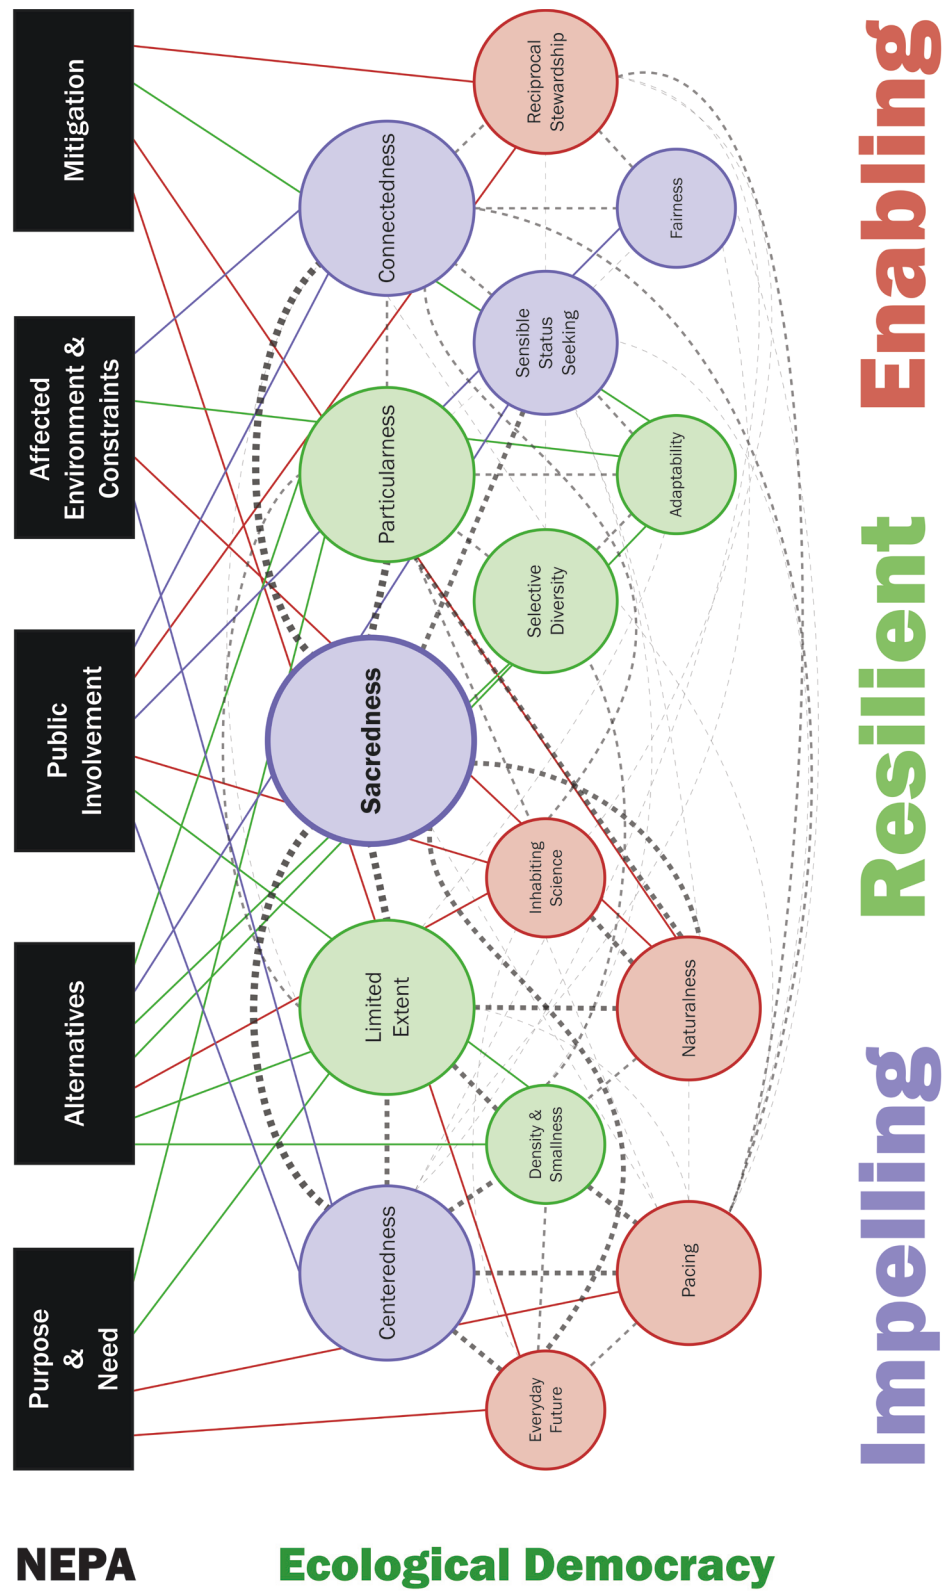 Purpose
&
Need
Alternatives
Public
Involvement
Affected
Environment &
Constraints
Mitigation
Centeredness
Limited
Extent
Sacredness
Particularness
Connectedness
Everyday
Future
Density &
Smallness
Inhabiting
Science
Selective
Diversity
Sensible
Status
Seeking
Reciprocal
Stewardship
Pacing
Naturalness
Adaptability
Fairness
Impelling
Resilient
Enabling
NEPA
Ecological Democracy